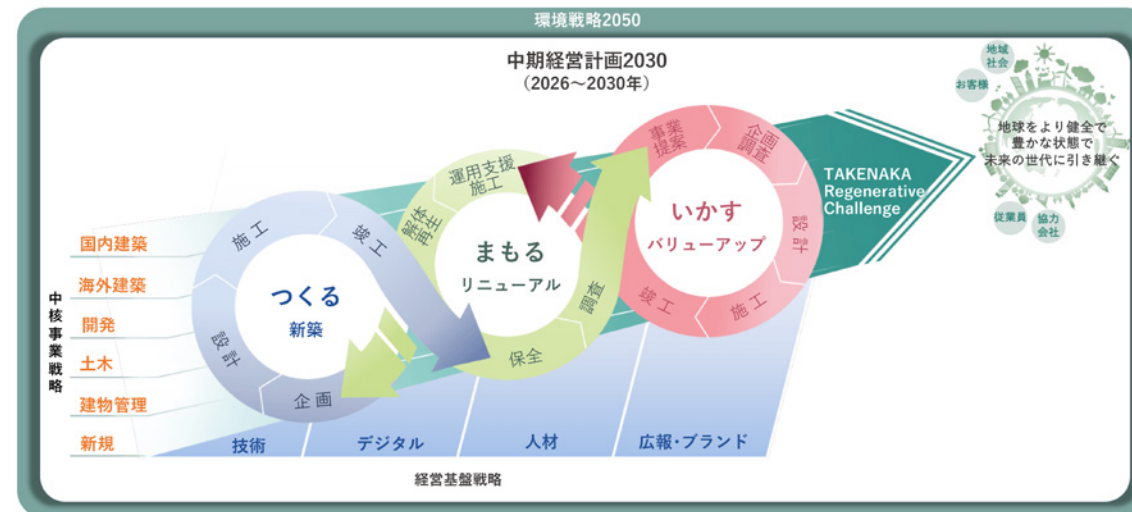 環境戦略2050
中期経営計画2030
（2026～2030年）
地域
社会
お客様
地球をより健全で
豊かな状態で
未来の世代に引き継ぐ
従業員
協力
会社
TAKENAKA
Regenerative
Challenge
中核事業戦略
国内建築
海外建築
開発
土木
建物管理
新規
つくる
新築
企画
設計
施工
竣工
まもる
リニューアル
保全
調査
解体
再生
運用支援
施工
いかす
バリューアップ
事業
提案
企画
調査
設計
施工
竣工
技術
デジタル
人材
広報・ブランド
経営基盤戦略